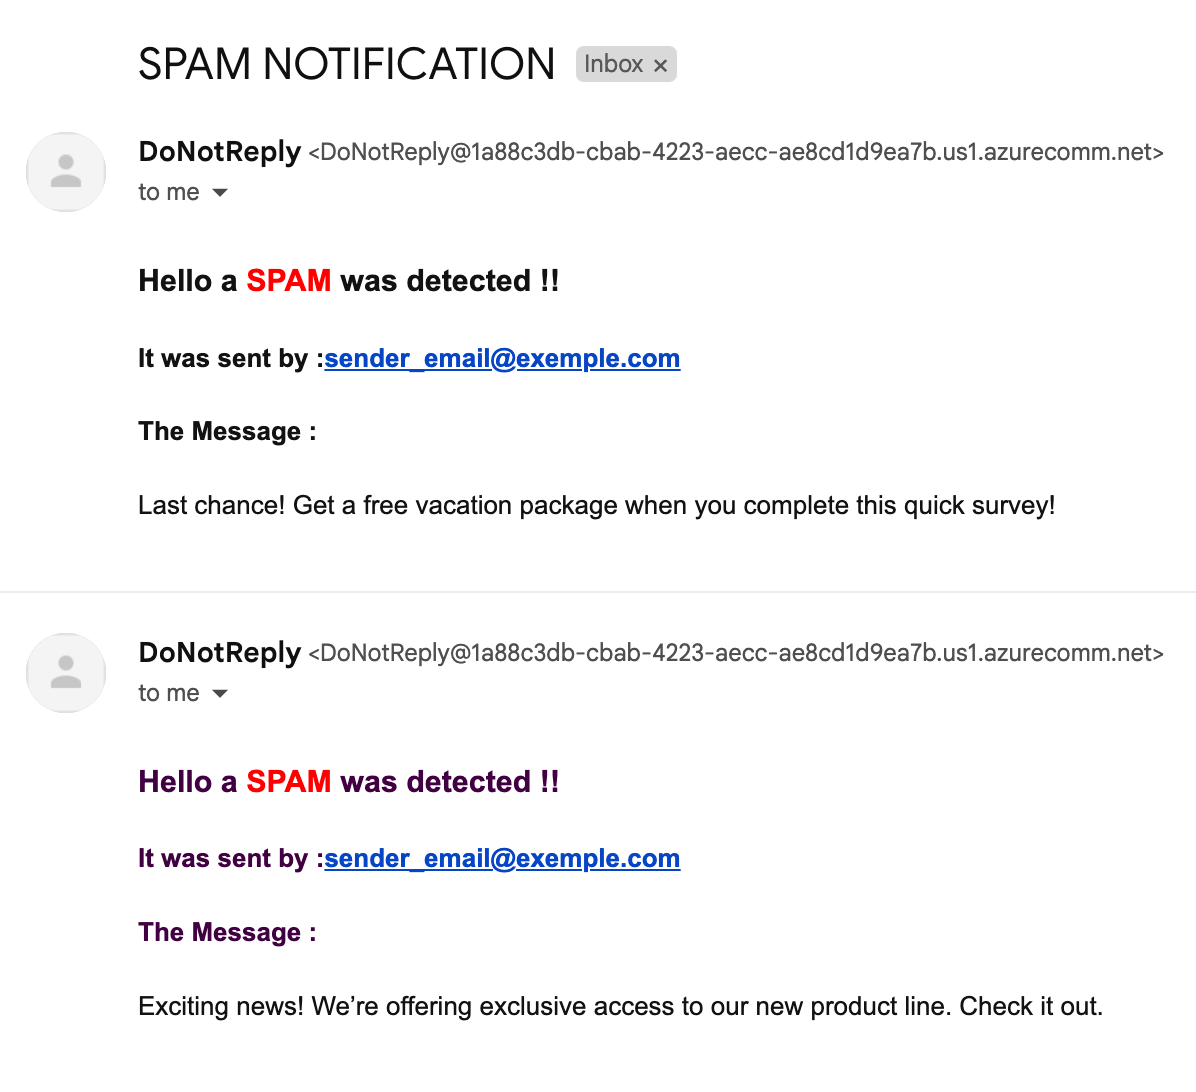 SPAM NOTIFICATION Inbox ×
DoNotReply <DoNotReply@1a88c3db-cbab-4223-aecc-ae8cd1d9ea7b.us1.azurecomm.net>
to me
Hello a SPAM was detected !!
It was sent by :sender_email@exemple.com
The Message :
Last chance! Get a free vacation package when you complete this quick survey!
DoNotReply <DoNotReply@1a88c3db-cbab-4223-aecc-ae8cd1d9ea7b.us1.azurecomm.net>
to me
Hello a SPAM was detected !!
It was sent by :sender_email@exemple.com
The Message :
Exciting news! We’re offering exclusive access to our new product line. Check it out.